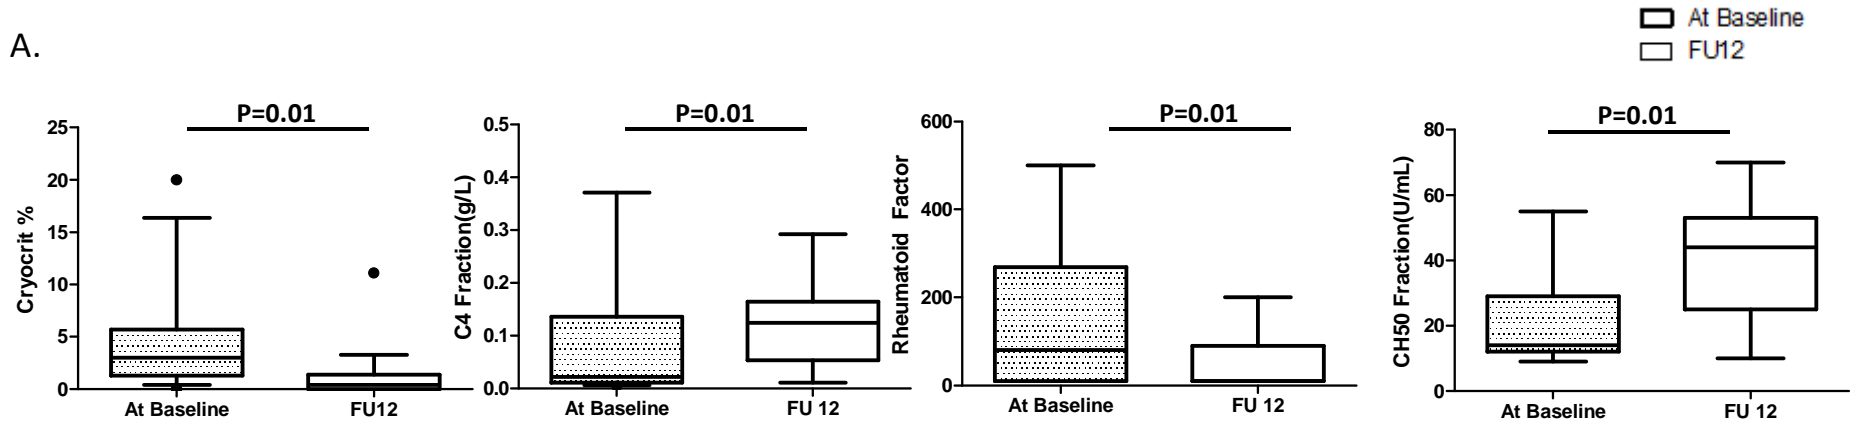 At Baseline
FU12
A.
P=0.01
25
20
15
10
5
0
Cryocrit %
At Baseline
FU12
P=0.01
0.5
0.4
0.3
0.2
0.1
0.0
C4 Fraction(g/L)
At Baseline
FU 12
P=0.01
600
400
200
0
Rheumatoid Factor
At Baseline
FU 12
P=0.01
80
60
40
20
0
CH50 Fraction(U/mL)
At Baseline
FU 12